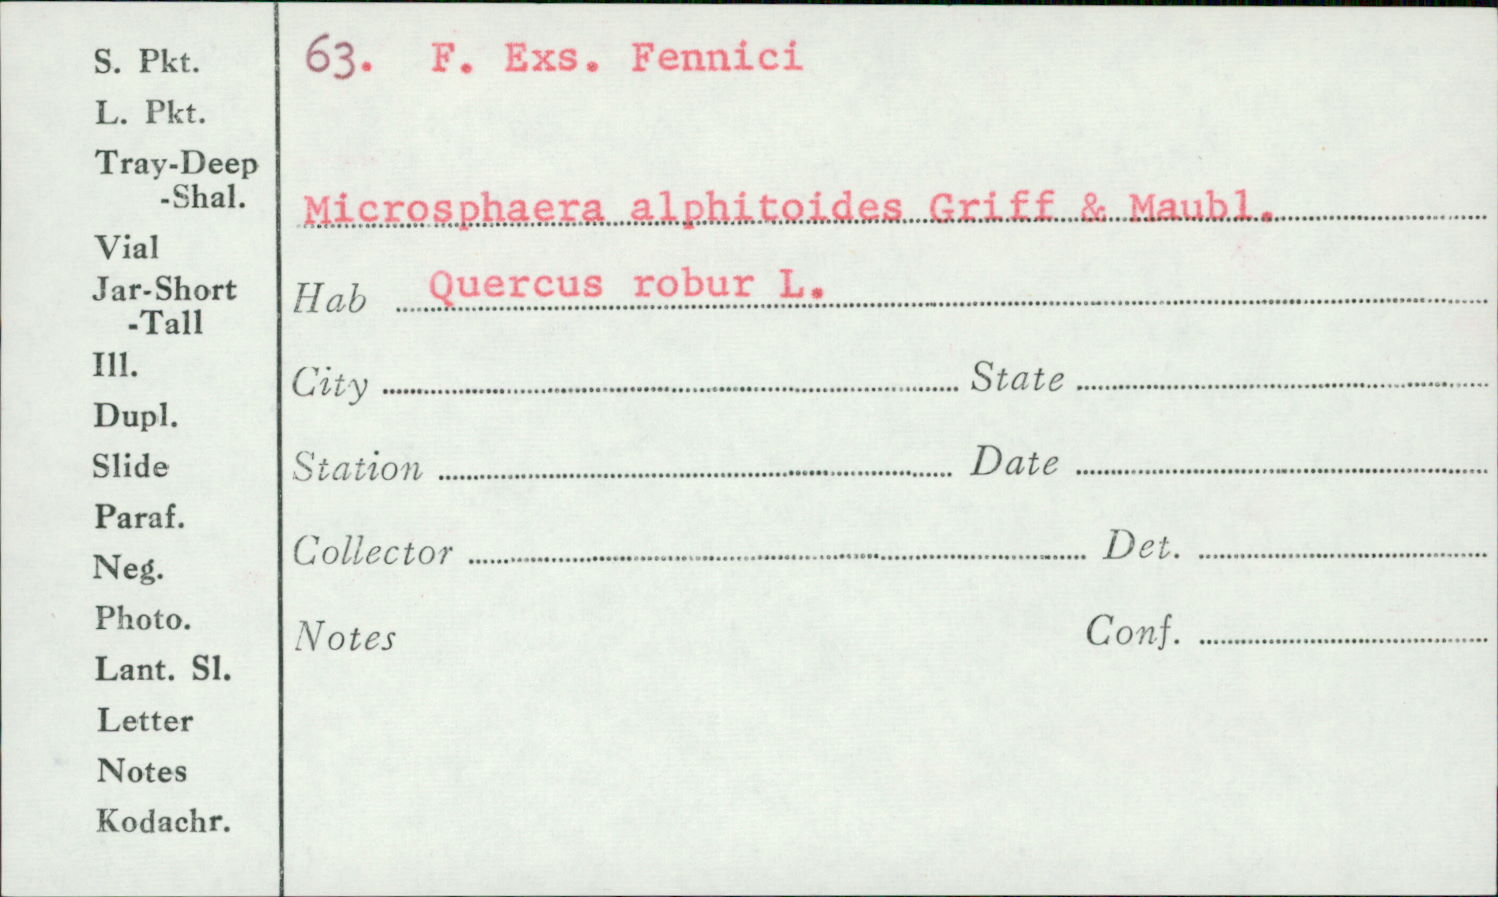 S. Pkt.
L. Pkt.
Tray-Deep
-Shal.
Vial
Jar-Short
-Tall
Ill.
Dupl.
Slide
Paraf.
Neg.
Photo.
Lant. Sl.
Letter
Notes
Kodachr.
63. F. Exs. Fennici
Microsphaera alphitoides Griff & Maubl.
Hab Quercus robur L.
City State
Station Date
Collector Det.
Notes Conf.